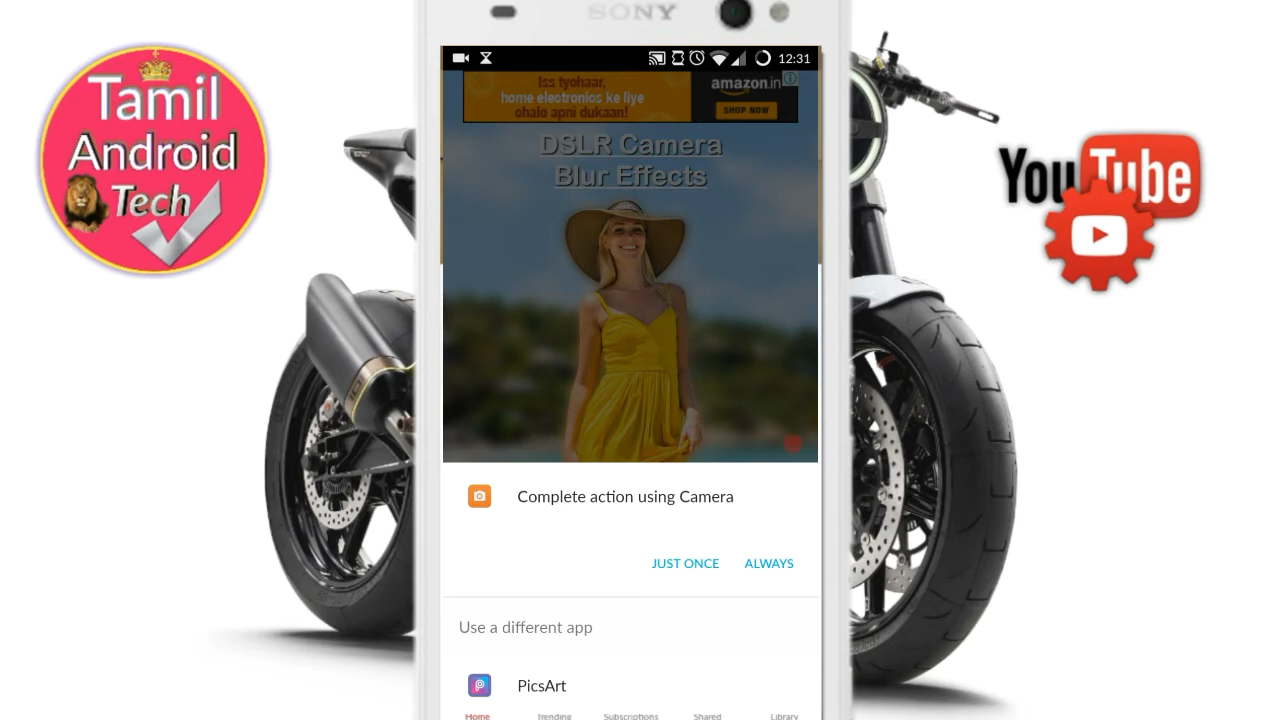 SONY
12:31
Iss tyohaar,
home electronics ke liye
chalo apni dukaan!
amazon.in
SHOP NOW
DSLR Camera
Blur Effects
Tamil
Android
Tech
YouTube
Complete action using Camera
JUST ONCE
ALWAYS
Use a different app
PicsArt
Home
Trending
Subscriptions
Shared
Library